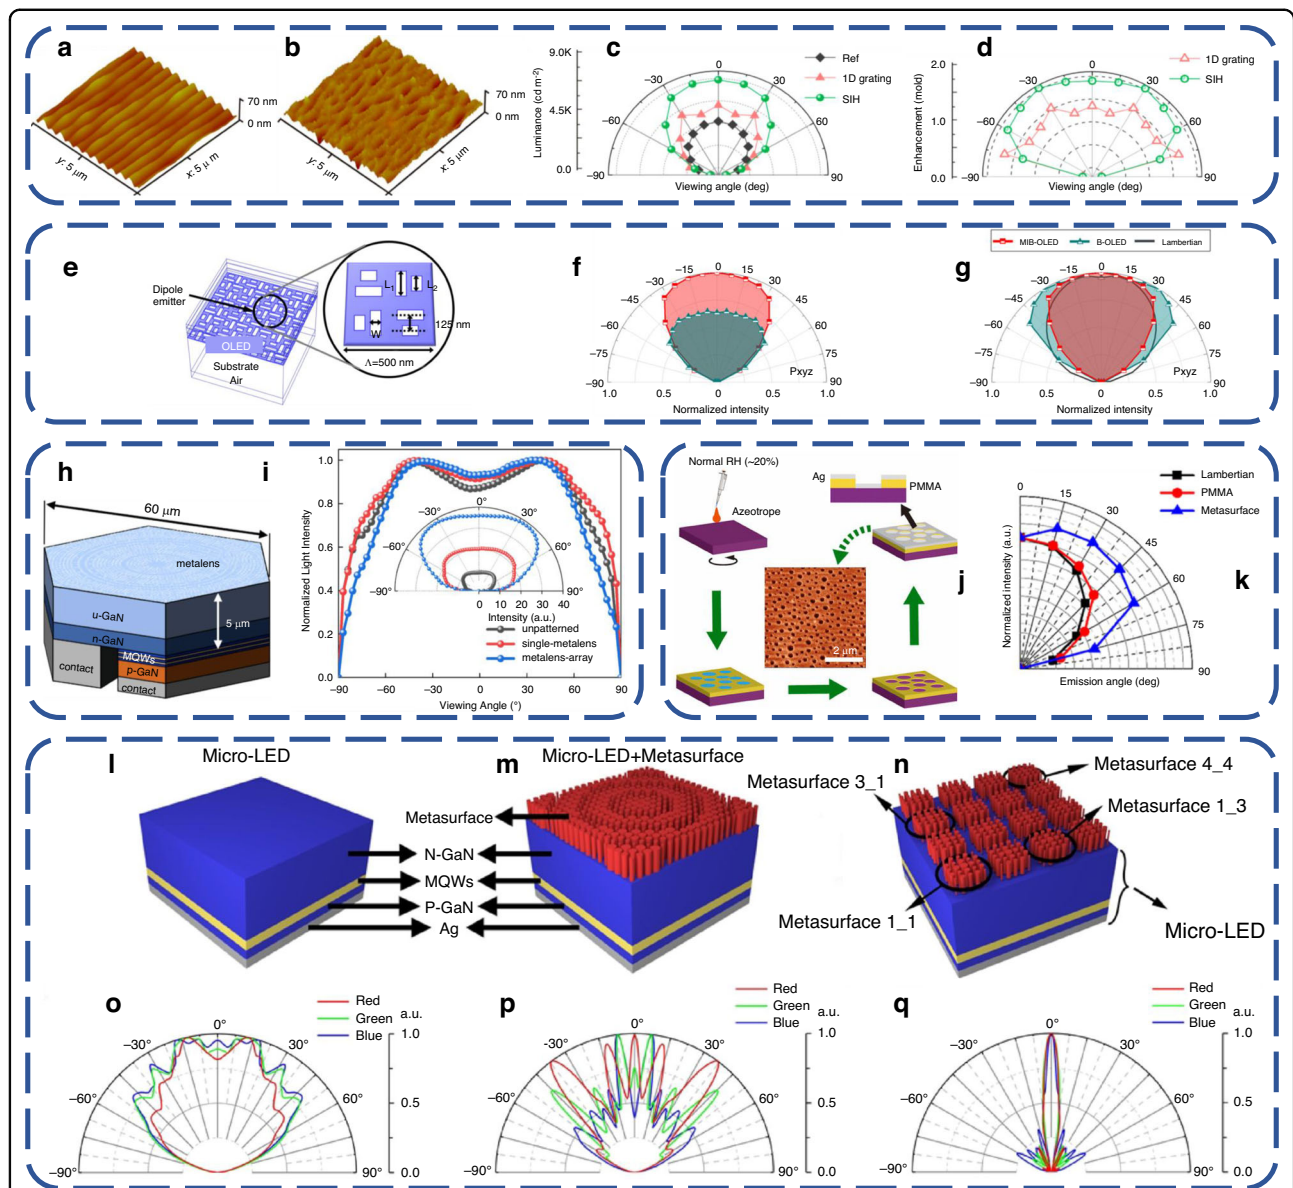 a
70 nm
0 nm
y: 5 μm
x: 5 μm
b
70 nm
0 nm
y: 5 μm
x: 5 μm
c
Ref
1D grating
SIH
9.0K
4.5K
0.0
Luminance (cd m⁻²)
0
−30
30
−60
60
−90
90
Viewing angle (deg)
d
1D grating
SIH
2.0
1.0
0.0
Enhancement (mold)
0
−30
30
−60
60
−90
90
Viewing angle (deg)
e
Dipole
emitter
OLED
Substrate
Air
L1
L2
W
125 nm
Λ=500 nm
f
0
−15
15
−30
30
−45
45
−60
60
−75
75
−90
90
Pxyz
1.0
0.5
0
0.5
1.0
Normalized intensity
MIB-OLED
B-OLED
Lambertian
g
0
−15
15
−30
30
−45
45
−60
60
−75
75
−90
90
Pxyz
1.0
0.5
0
0.5
1.0
Normalized intensity
h
60 μm
metalens
u-GaN
5 μm
n-GaN
MQWs
p-GaN
contact
contact
i
1.0
0.8
0.6
0.4
0.2
0.0
Normalized Light Intensity
0°
−30°
30°
−60°
60°
−90°
90°
0 10 20 30 40
Intensity (a.u.)
unpatterned
single-metalens
metalens-array
−90 −60 −30 0 30 60 90
Viewing Angle (°)
Normal RH (~20%)
Azeotrope
Ag
PMMA
2 μm
j
Lambertian
PMMA
Metasurface
k
0
15
30
45
60
75
90
Normalized intensity (a.u.)
Emission angle (deg)
l
Micro-LED
m
Micro-LED+Metasurface
n
Metasurface
N-GaN
MQWs
P-GaN
Ag
Metasurface 3_1
Metasurface 4_4
Metasurface 1_3
Metasurface 1_1
Micro-LED
o
Red
Green
Blue
a.u.
1.0
0.5
0.0
0°
−30°
30°
−60°
60°
−90°
90°
p
Red
Green
Blue
a.u.
1.0
0.5
0.0
0°
−30°
30°
−60°
60°
−90°
90°
q
Red
Green
Blue
a.u.
1.0
0.5
0.0
0°
−30°
30°
−60°
60°
−90°
90°